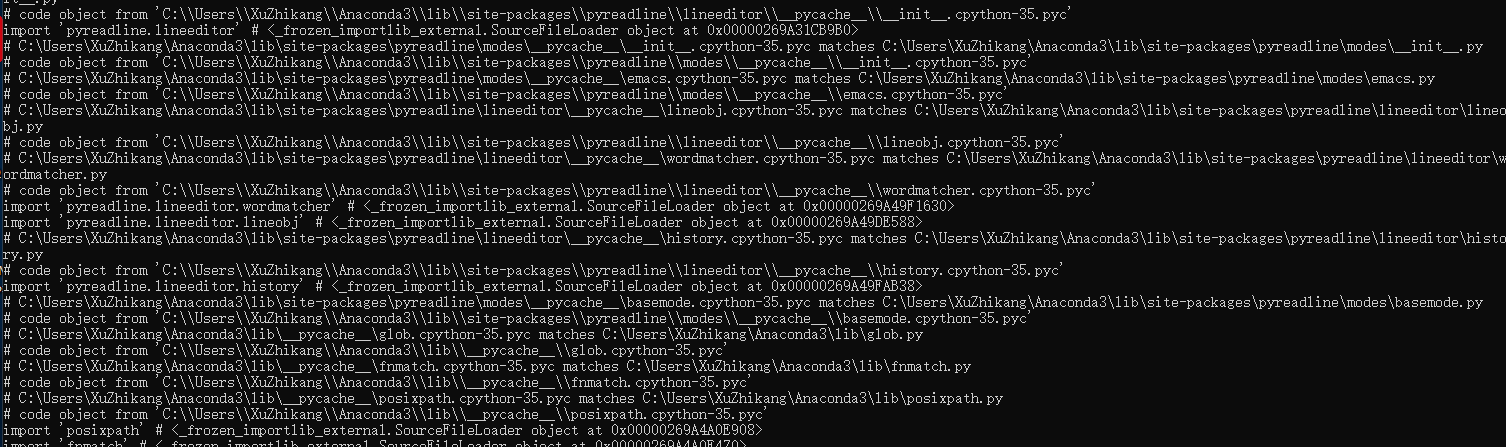 it__.py
# code object from 'C:\\Users\\XuZhikang\\Anaconda3\\lib\\site-packages\\pyreadline\\lineeditor\\__pycache__\\__init__.cpython-35.pyc'
import 'pyreadline.lineeditor' # <_frozen_importlib_external.SourceFileLoader object at 0x00000269A31CB9B0>
# C:\Users\XuZhikang\Anaconda3\lib\site-packages\pyreadline\modes\__pycache__\__init__.cpython-35.pyc matches C:\Users\XuZhikang\Anaconda3\lib\site-packages\pyreadline\modes\__init__.py
# code object from 'C:\\Users\\XuZhikang\\Anaconda3\\lib\\site-packages\\pyreadline\\modes\\__pycache__\\__init__.cpython-35.pyc'
# C:\Users\XuZhikang\Anaconda3\lib\site-packages\pyreadline\modes\__pycache__\emacs.cpython-35.pyc matches C:\Users\XuZhikang\Anaconda3\lib\site-packages\pyreadline\modes\emacs.py
# code object from 'C:\\Users\\XuZhikang\\Anaconda3\\lib\\site-packages\\pyreadline\\modes\\__pycache__\\emacs.cpython-35.pyc'
# C:\Users\XuZhikang\Anaconda3\lib\site-packages\pyreadline\lineeditor\__pycache__\lineobj.cpython-35.pyc matches C:\Users\XuZhikang\Anaconda3\lib\site-packages\pyreadline\lineeditor\lineo
bj.py
# code object from 'C:\\Users\\XuZhikang\\Anaconda3\\lib\\site-packages\\pyreadline\\lineeditor\\__pycache__\\lineobj.cpython-35.pyc'
# C:\Users\XuZhikang\Anaconda3\lib\site-packages\pyreadline\lineeditor\__pycache__\wordmatcher.cpython-35.pyc matches C:\Users\XuZhikang\Anaconda3\lib\site-packages\pyreadline\lineeditor\w
ordmatcher.py
# code object from 'C:\\Users\\XuZhikang\\Anaconda3\\lib\\site-packages\\pyreadline\\lineeditor\\__pycache__\\wordmatcher.cpython-35.pyc'
import 'pyreadline.lineeditor.wordmatcher' # <_frozen_importlib_external.SourceFileLoader object at 0x00000269A49F1630>
import 'pyreadline.lineeditor.lineobj' # <_frozen_importlib_external.SourceFileLoader object at 0x00000269A49DE588>
# C:\Users\XuZhikang\Anaconda3\lib\site-packages\pyreadline\lineeditor\__pycache__\history.cpython-35.pyc matches C:\Users\XuZhikang\Anaconda3\lib\site-packages\pyreadline\lineeditor\histo
ry.py
# code object from 'C:\\Users\\XuZhikang\\Anaconda3\\lib\\site-packages\\pyreadline\\lineeditor\\__pycache__\\history.cpython-35.pyc'
import 'pyreadline.lineeditor.history' # <_frozen_importlib_external.SourceFileLoader object at 0x00000269A49FAB38>
# C:\Users\XuZhikang\Anaconda3\lib\site-packages\pyreadline\modes\__pycache__\basemode.cpython-35.pyc matches C:\Users\XuZhikang\Anaconda3\lib\site-packages\pyreadline\modes\basemode.py
# code object from 'C:\\Users\\XuZhikang\\Anaconda3\\lib\\site-packages\\pyreadline\\modes\\__pycache__\\basemode.cpython-35.pyc'
# C:\Users\XuZhikang\Anaconda3\lib\__pycache__\glob.cpython-35.pyc matches C:\Users\XuZhikang\Anaconda3\lib\glob.py
# code object from 'C:\\Users\\XuZhikang\\Anaconda3\\lib\\__pycache__\\glob.cpython-35.pyc'
# C:\Users\XuZhikang\Anaconda3\lib\__pycache__\fnmatch.cpython-35.pyc matches C:\Users\XuZhikang\Anaconda3\lib\fnmatch.py
# code object from 'C:\\Users\\XuZhikang\\Anaconda3\\lib\\__pycache__\\fnmatch.cpython-35.pyc'
# C:\Users\XuZhikang\Anaconda3\lib\__pycache__\posixpath.cpython-35.pyc matches C:\Users\XuZhikang\Anaconda3\lib\posixpath.py
# code object from 'C:\\Users\\XuZhikang\\Anaconda3\\lib\\__pycache__\\posixpath.cpython-35.pyc'
import 'posixpath' # <_frozen_importlib_external.SourceFileLoader object at 0x00000269A4A0E908>
import 'fnmatch' # <_frozen_importlib_external.SourceFileLoader object at 0x00000269A4A0E470>